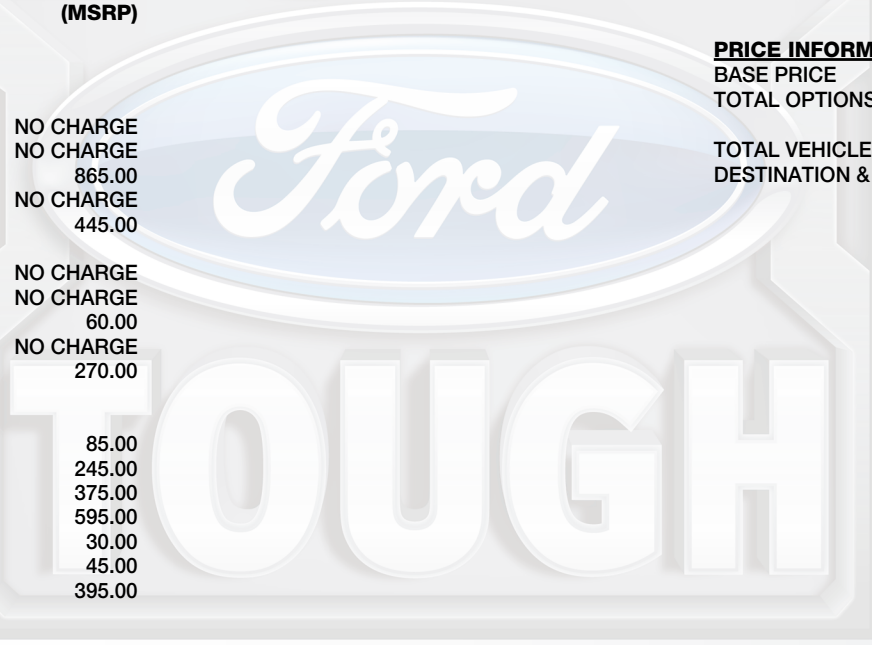 (MSRP)
NO CHARGE
NO CHARGE
865.00
NO CHARGE
445.00
NO CHARGE
NO CHARGE
60.00
NO CHARGE
270.00
85.00
245.00
375.00
595.00
30.00
45.00
395.00
PRICE INFORM
BASE PRICE
TOTAL OPTIONS
TOTAL VEHICLE
DESTINATION &
Ford
TOUGH